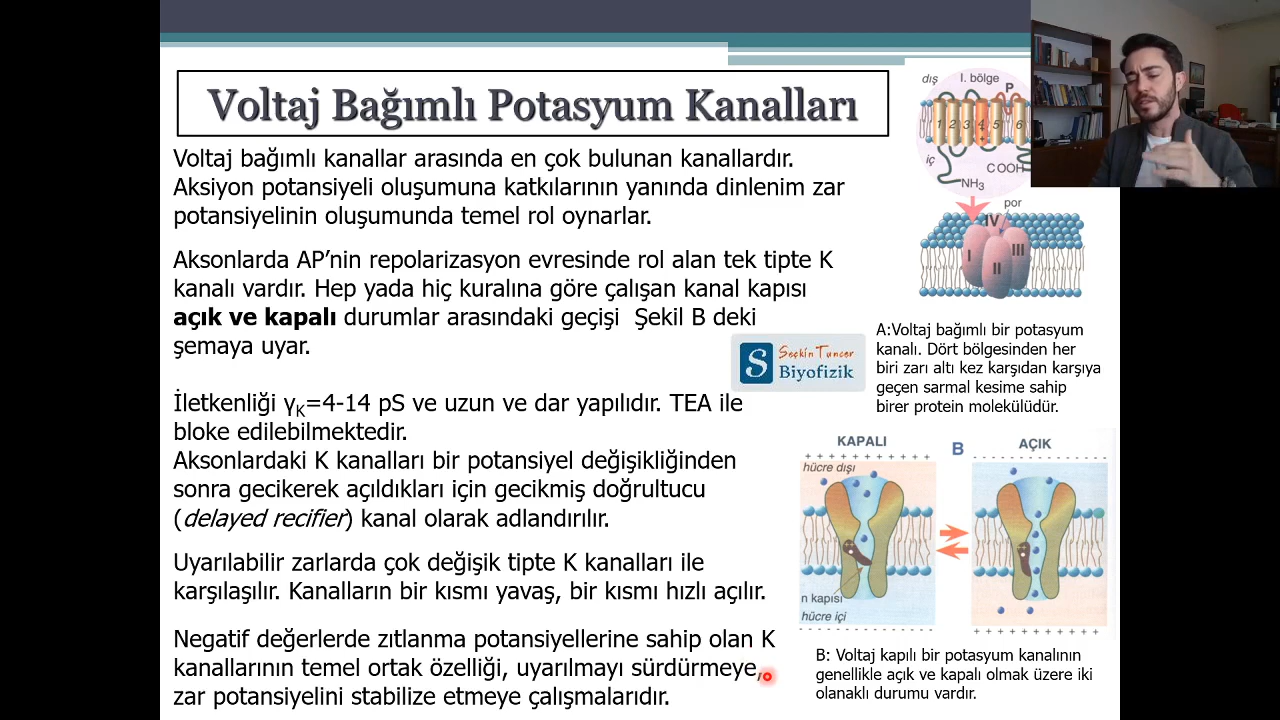 Voltaj Bağımlı Potasyum Kanalları
Voltaj bağımlı kanallar arasında en çok bulunan kanallardır.
Aksiyon potansiyeli oluşumuna katkılarının yanında dinlenim zar
potansiyelinin oluşumunda temel rol oynarlar.
Aksonlarda AP’nin repolarizasyon evresinde rol alan tek tipte K
kanalı vardır. Hep yada hiç kuralına göre çalışan kanal kapısı
açık ve kapalı durumlar arasındaki geçişi Şekil B deki
şemaya uyar.
İletkenliği γK=4-14 pS ve uzun ve dar yapılıdır. TEA ile
bloke edilebilmektedir.
Aksonlardaki K kanalları bir potansiyel değişikliğinden
sonra gecikerek açıldıkları için gecikmiş doğrultucu
(delayed recifier) kanal olarak adlandırılır.
Uyarılabilir zarlarda çok değişik tipte K kanalları ile
karşılaşılır. Kanalların bir kısmı yavaş, bir kısmı hızlı açılır.
Negatif değerlerde zıtlanma potansiyellerine sahip olan K
kanallarının temel ortak özelliği, uyarılmayı sürdürmeye,
zar potansiyelini stabilize etmeye çalışmalarıdır.
S Seçkin Tuncer
Biyofizik
dış I. bölge
P
1 2 3 4 5 6
+
iç
COOH
NH3
por
IV
I III
II
A:Voltaj bağımlı bir potasyum
kanalı. Dört bölgesinden her
biri zarı altı kez karşıdan karşıya
geçen sarmal kesime sahip
birer protein molekülüdür.
KAPALI B AÇIK
+ + + + + + + + + + + + - - - - - - - - - - - -
hücre dışı
n kapısı
hücre içi
- - - - - - - - - - - - + + + + + + + + + + + +
B: Voltaj kapılı bir potasyum kanalının
genellikle açık ve kapalı olmak üzere iki
olanaklı durumu vardır.